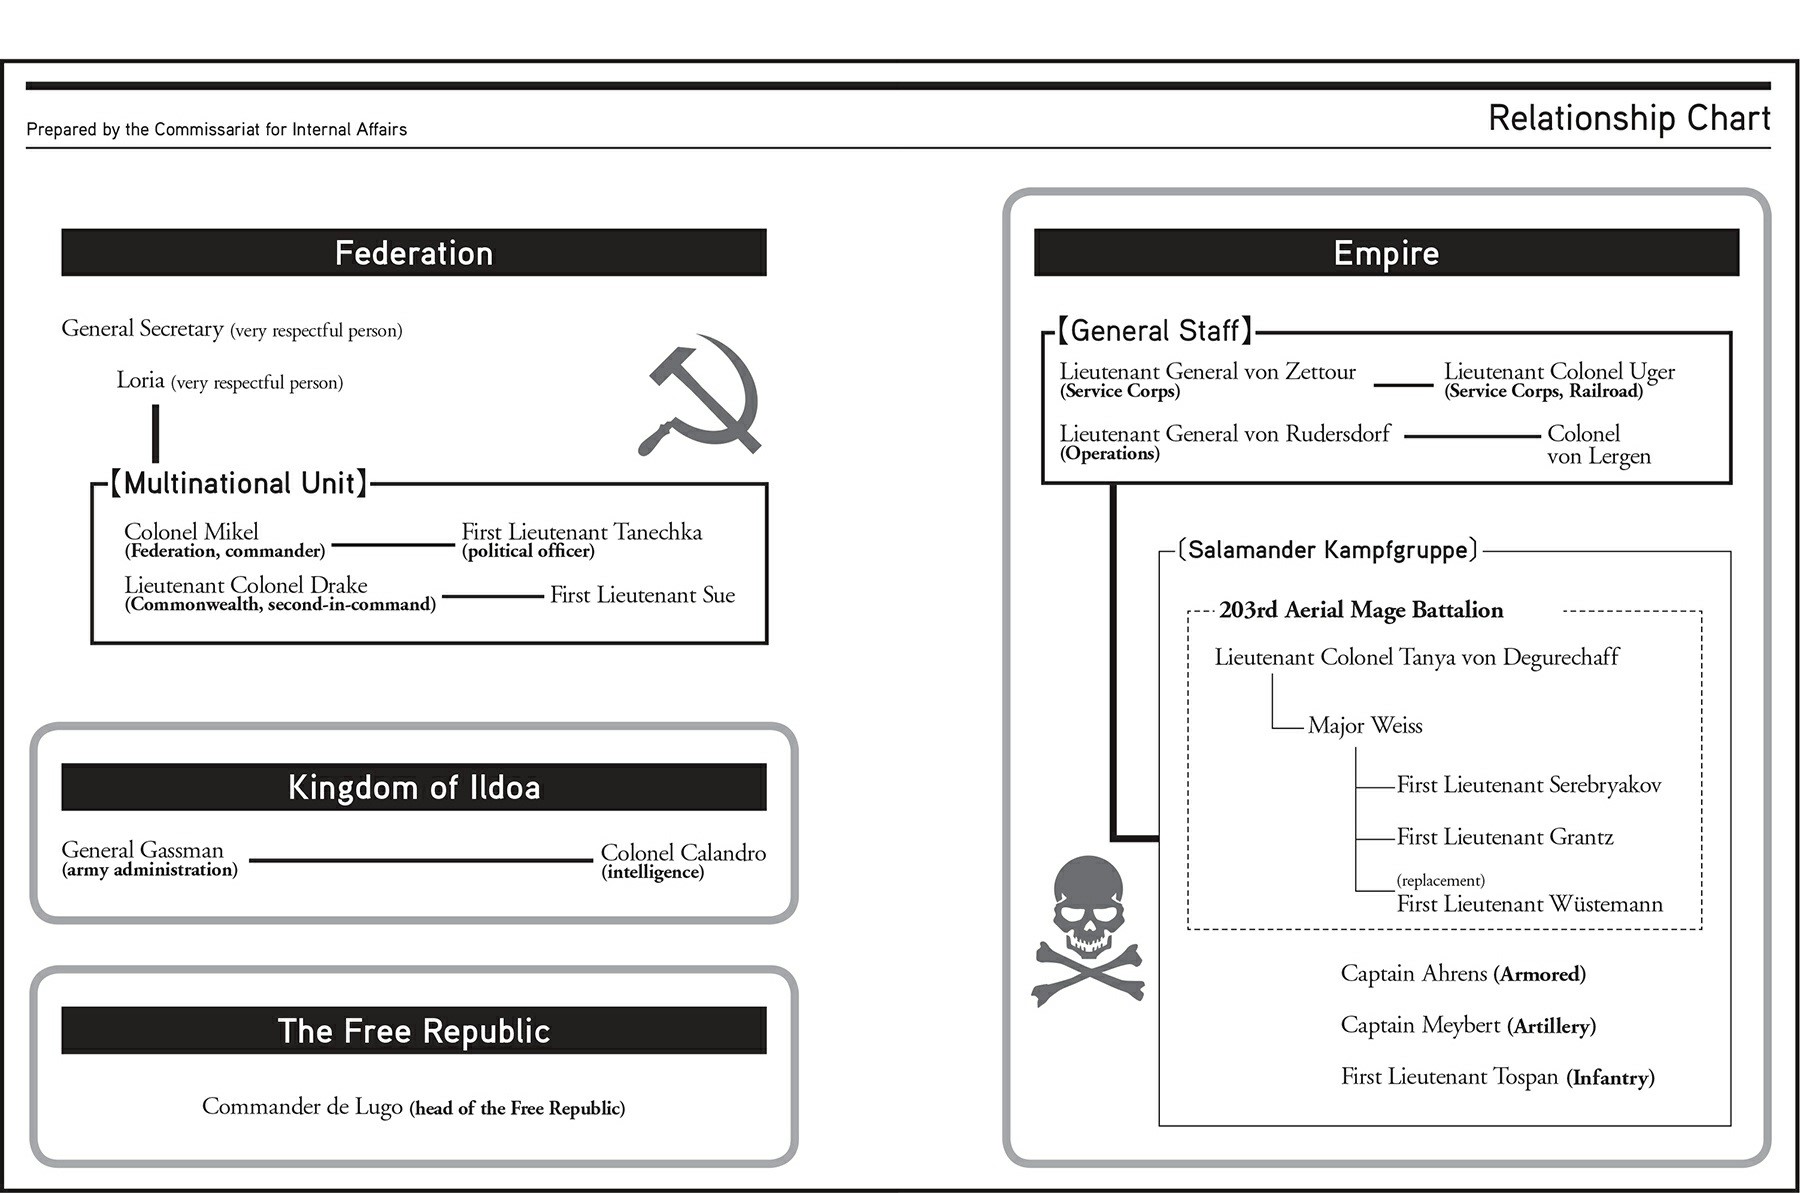 Prepared by the Commissariat for Internal Affairs
Relationship Chart
Federation
General Secretary (very respectful person)
Loria (very respectful person)
【Multinational Unit】
Colonel Mikel
(Federation, commander)
First Lieutenant Tanechka
(political officer)
Lieutenant Colonel Drake
(Commonwealth, second-in-command)
First Lieutenant Sue
Kingdom of Ildoa
General Gassman
(army administration)
Colonel Calandro
(intelligence)
The Free Republic
Commander de Lugo (head of the Free Republic)
Empire
【General Staff】
Lieutenant General von Zettour
(Service Corps)
Lieutenant Colonel Uger
(Service Corps, Railroad)
Lieutenant General von Rudersdorf
(Operations)
Colonel
von Lergen
〔Salamander Kampfgruppe〕
203rd Aerial Mage Battalion
Lieutenant Colonel Tanya von Degurechaff
Major Weiss
First Lieutenant Serebryakov
First Lieutenant Grantz
(replacement)
First Lieutenant Wüstemann
Captain Ahrens (Armored)
Captain Meybert (Artillery)
First Lieutenant Tospan (Infantry)